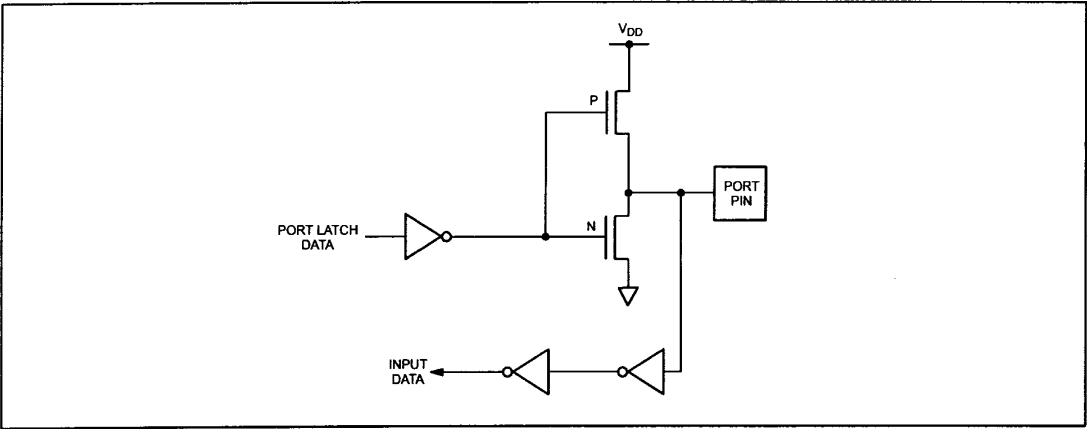 VDD
P
PORT
PIN
N
PORT LATCH
DATA
INPUT
DATA